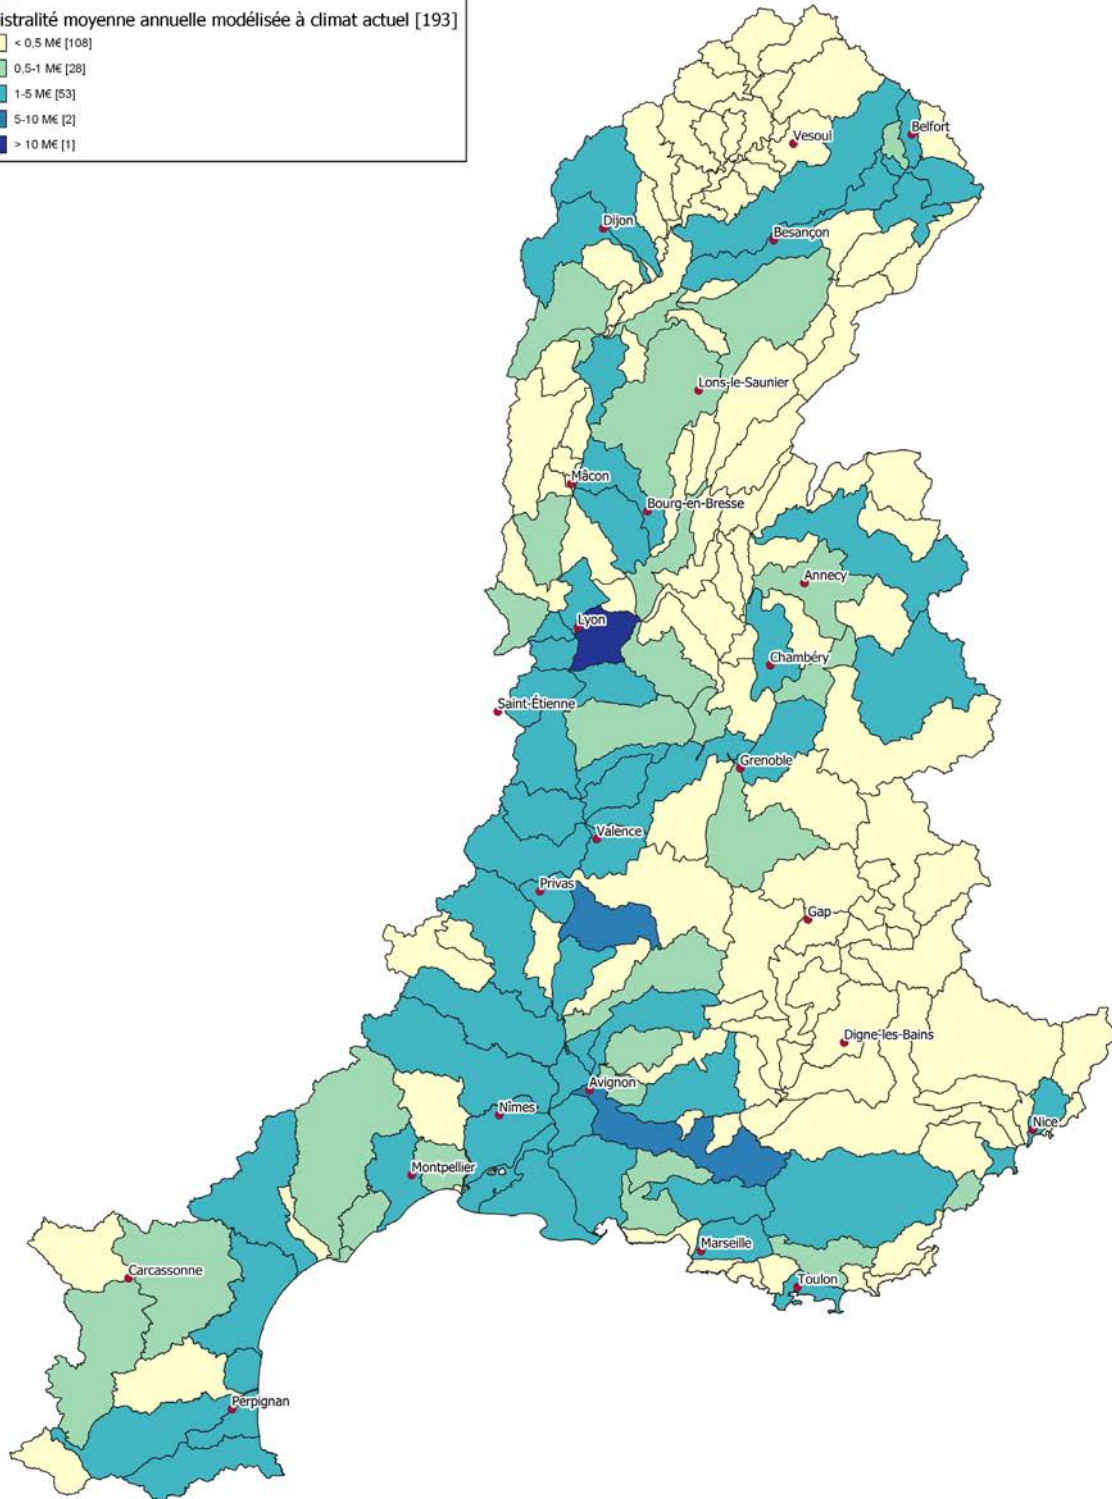 istralité moyenne annuelle modélisée à climat actuel [193]
< 0,5 M€ [108]
0,5-1 M€ [28]
1-5 M€ [53]
5-10 M€ [2]
> 10 M€ [1]
Belfort
Vesoul
Dijon
Besançon
Lons-le-Saunier
Mâcon
Bourg-en-Bresse
Annecy
Lyon
Chambéry
Saint-Étienne
Grenoble
Valence
Privas
Gap
Digne-les-Bains
Avignon
Nîmes
Nice
Montpellier
Marseille
Carcassonne
Toulon
Perpignan